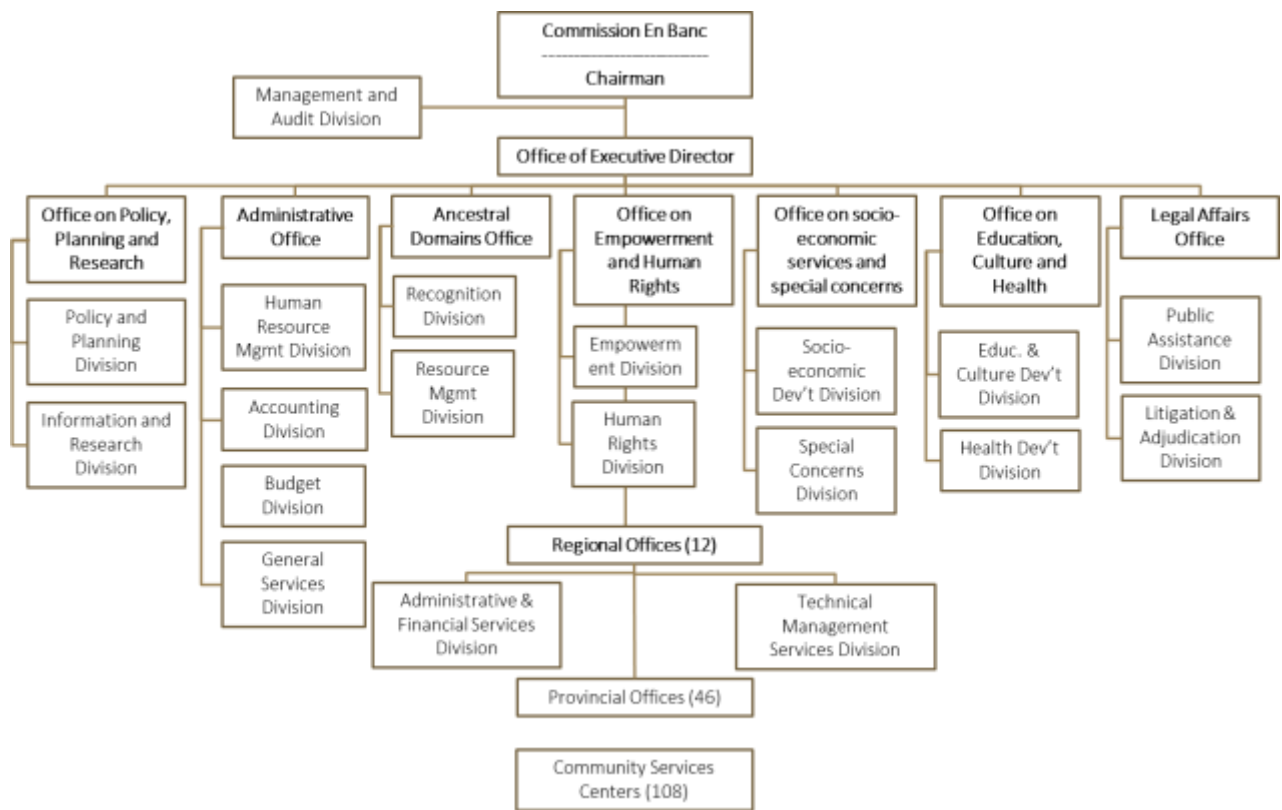 Commission En Banc
----------------------------
Chairman
Management and
Audit Division
Office of Executive Director
Office on Policy,
Planning and
Research
Administrative
Office
Ancestral
Domains Office
Office on
Empowerment
and Human
Rights
Office on socio-
economic
services and
special concerns
Office on
Education,
Culture and
Health
Legal Affairs
Office
Policy and
Planning
Division
Information and
Research
Division
Human
Resource
Mgmt Division
Accounting
Division
Budget
Division
General
Services
Division
Recognition
Division
Resource
Mgmt
Division
Empowerm
ent Division
Human
Rights
Division
Socio-
economic
Dev't Division
Special
Concerns
Division
Educ. &
Culture Dev't
Division
Health Dev't
Division
Public
Assistance
Division
Litigation &
Adjudication
Division
Regional Offices (12)
Administrative &
Financial Services
Division
Technical
Management
Services Division
Provincial Offices (46)
Community Services
Centers (108)